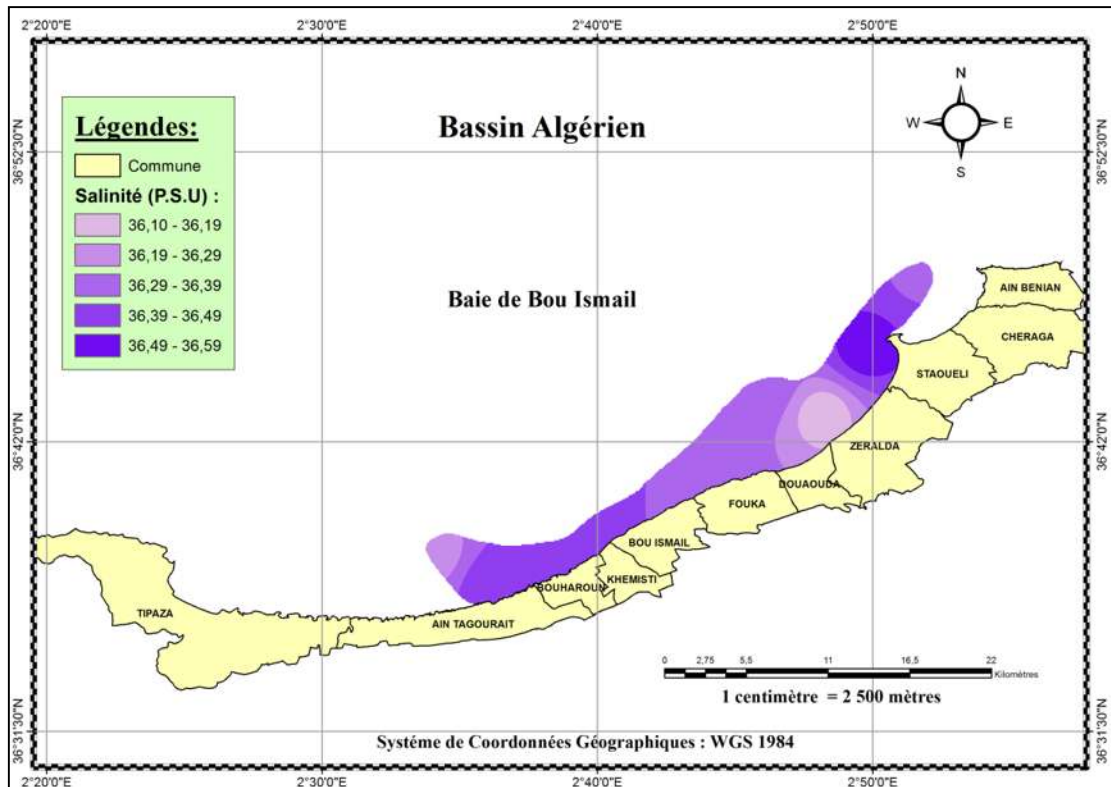 2°20'0"E 2°30'0"E 2°40'0"E 2°50'0"E
Légendes:
Commune
Salinité (P.S.U) :
36,10 - 36,19
36,19 - 36,29
36,29 - 36,39
36,39 - 36,49
36,49 - 36,59
Bassin Algérien
N
W E
S
36°52'30"N 36°52'30"N
Baie de Bou Ismail
AIN BENIAN
CHERAGA
STAOUELI
36°42'0"N 36°42'0"N
ZERALDA
DOUAOUDA
FOUKA
BOU ISMAIL
KHEMISTI
BOUHAROUN
TIPAZA
AIN TAGOURAIT
0 2,75 5,5 11 16,5 22
Kilomètres
1 centimètre = 2 500 mètres
36°31'30"N 36°31'30"N
Systéme de Coordonnées Géographiques : WGS 1984
2°20'0"E 2°30'0"E 2°40'0"E 2°50'0"E